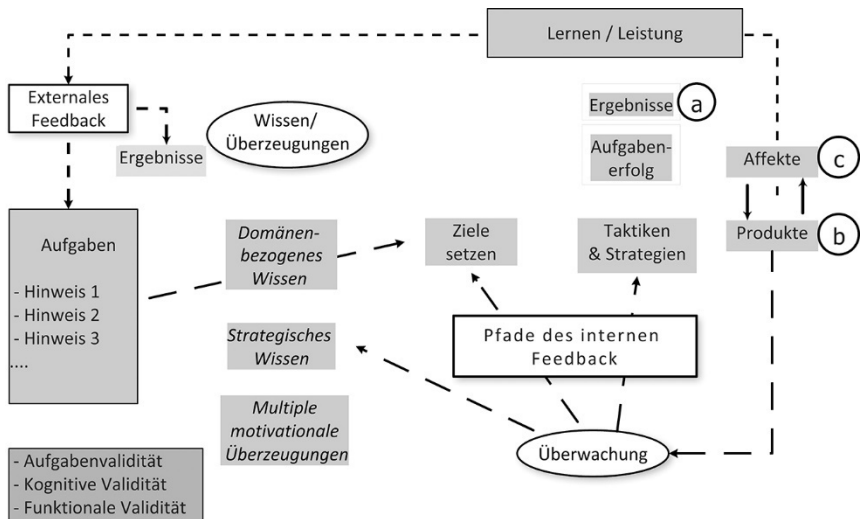 Lernen / Leistung
Externales
Feedback
Ergebnisse
Wissen/
Überzeugungen
Ergebnisse
a
Aufgaben-
erfolg
Affekte
c
Aufgaben
- Hinweis 1
- Hinweis 2
- Hinweis 3
....
Domänen-
bezogenes
Wissen
Ziele
setzen
Taktiken
& Strategien
Produkte
b
Strategisches
Wissen
Pfade des internen
Feedback
Multiple
motivationale
Überzeugungen
Überwachung
- Aufgabenvalidität
- Kognitive Validität
- Funktionale Validität